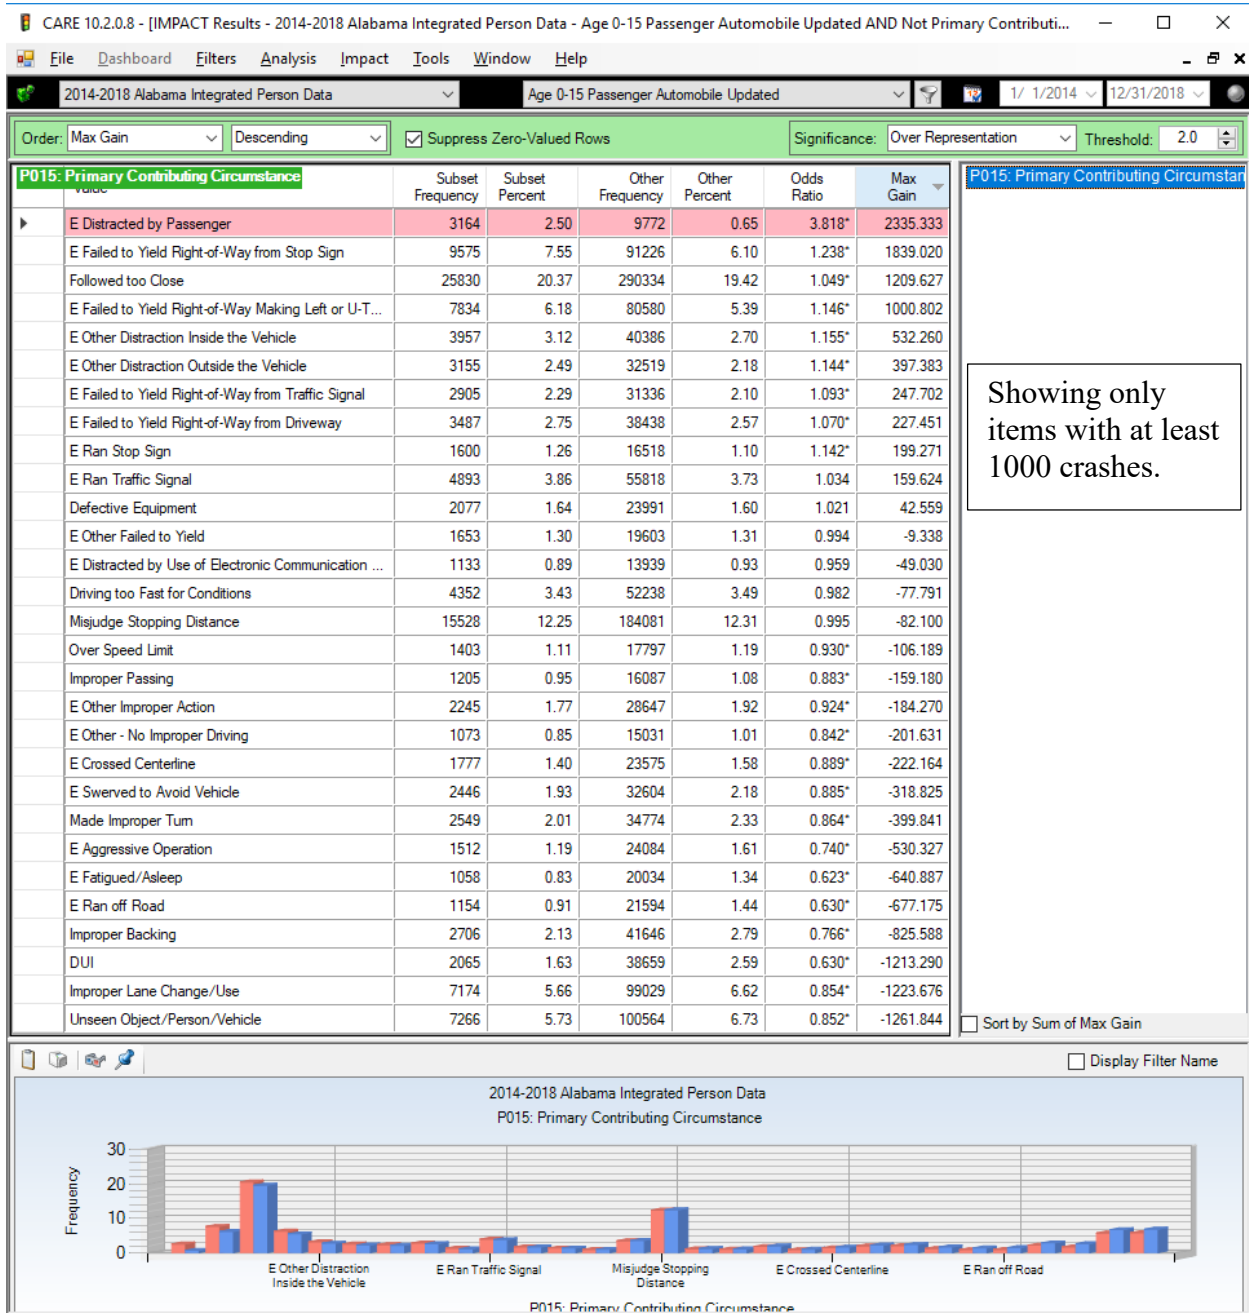 CARE 10.2.0.8 - [IMPACT Results - 2014-2018 Alabama Integrated Person Data - Age 0-15 Passenger Automobile Updated AND Not Primary Contributi...
File Dashboard Filters Analysis Impact Tools Window Help
2014-2018 Alabama Integrated Person Data Age 0-15 Passenger Automobile Updated 1/ 1/2014 12/31/2018
Order: Max Gain Descending Suppress Zero-Valued Rows Significance: Over Representation Threshold: 2.0
P015: Primary Contributing Circumstance Subset Frequency Subset Percent Other Frequency Other Percent Odds Ratio Max Gain P015: Primary Contributing Circumstan
E Distracted by Passenger 3164 2.50 9772 0.65 3.818* 2335.333
E Failed to Yield Right-of-Way from Stop Sign 9575 7.55 91226 6.10 1.238* 1839.020
Followed too Close 25830 20.37 290334 19.42 1.049* 1209.627
E Failed to Yield Right-of-Way Making Left or U-T... 7834 6.18 80580 5.39 1.146* 1000.802
E Other Distraction Inside the Vehicle 3957 3.12 40386 2.70 1.155* 532.260
E Other Distraction Outside the Vehicle 3155 2.49 32519 2.18 1.144* 397.383
E Failed to Yield Right-of-Way from Traffic Signal 2905 2.29 31336 2.10 1.093* 247.702
E Failed to Yield Right-of-Way from Driveway 3487 2.75 38438 2.57 1.070* 227.451
E Ran Stop Sign 1600 1.26 16518 1.10 1.142* 199.271
E Ran Traffic Signal 4893 3.86 55818 3.73 1.034 159.624
Defective Equipment 2077 1.64 23991 1.60 1.021 42.559
E Other Failed to Yield 1653 1.30 19603 1.31 0.994 -9.338
E Distracted by Use of Electronic Communication ... 1133 0.89 13939 0.93 0.959 -49.030
Driving too Fast for Conditions 4352 3.43 52238 3.49 0.982 -77.791
Misjudge Stopping Distance 15528 12.25 184081 12.31 0.995 -82.100
Over Speed Limit 1403 1.11 17797 1.19 0.930* -106.189
Improper Passing 1205 0.95 16087 1.08 0.883* -159.180
E Other Improper Action 2245 1.77 28647 1.92 0.924* -184.270
E Other - No Improper Driving 1073 0.85 15031 1.01 0.842* -201.631
E Crossed Centerline 1777 1.40 23575 1.58 0.889* -222.164
E Swerved to Avoid Vehicle 2446 1.93 32604 2.18 0.885* -318.825
Made Improper Turn 2549 2.01 34774 2.33 0.864* -399.841
E Aggressive Operation 1512 1.19 24084 1.61 0.740* -530.327
E Fatigued/Asleep 1058 0.83 20034 1.34 0.623* -640.887
E Ran off Road 1154 0.91 21594 1.44 0.630* -677.175
Improper Backing 2706 2.13 41646 2.79 0.766* -825.588
DUI 2065 1.63 38659 2.59 0.630* -1213.290
Improper Lane Change/Use 7174 5.66 99029 6.62 0.854* -1223.676
Unseen Object/Person/Vehicle 7266 5.73 100564 6.73 0.852* -1261.844
Showing only
items with at least
1000 crashes.
Sort by Sum of Max Gain
Display Filter Name
2014-2018 Alabama Integrated Person Data
P015: Primary Contributing Circumstance
Frequency
30
20
10
0
E Other Distraction
Inside the Vehicle
E Ran Traffic Signal
Misjudge Stopping
Distance
E Crossed Centerline
E Ran off Road
P015: Primary Contributing Circumstance